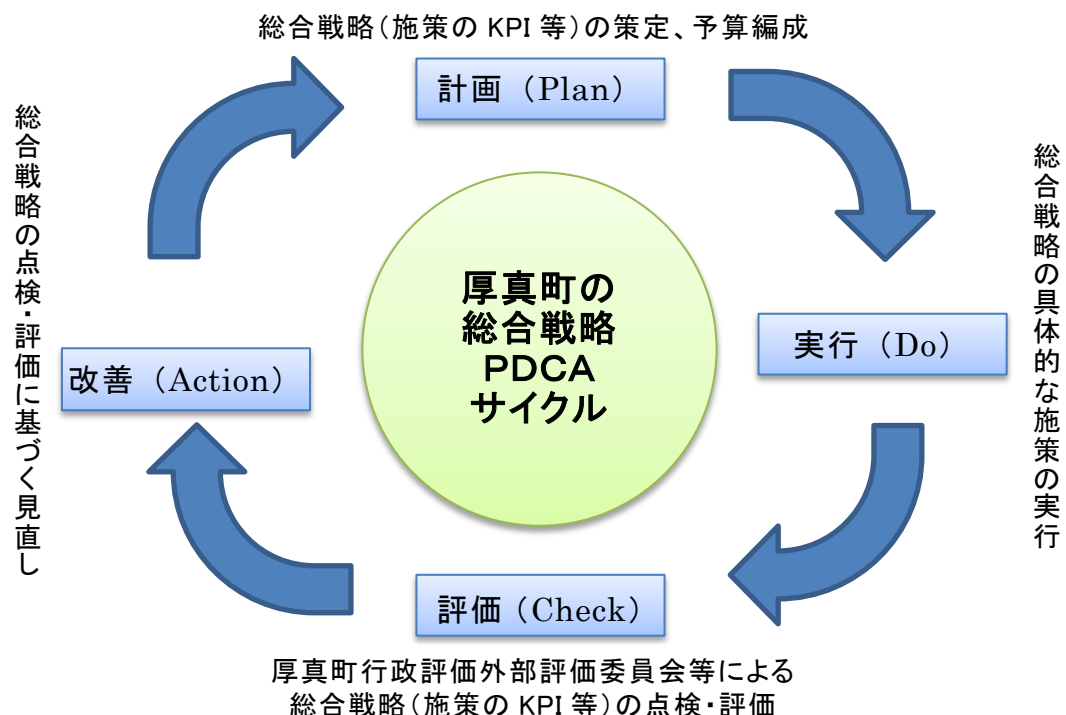 総合戦略（施策の KPI 等）の策定、予算編成
計画（Plan）
総合戦略の具体的な施策の実行
実行（Do）
厚真町の
総合戦略
PDCA
サイクル
改善（Action）
総合戦略の点検・評価に基づく見直し
評価（Check）
厚真町行政評価外部評価委員会等による
総合戦略（施策の KPI 等）の点検・評価